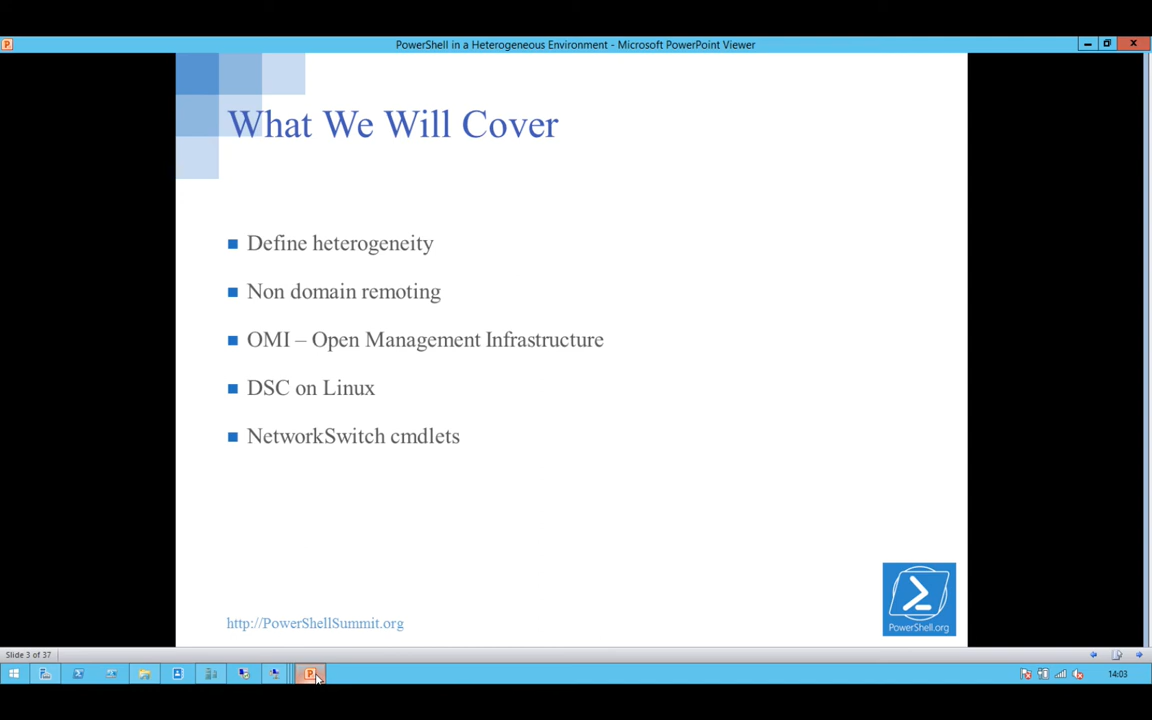 PowerShell in a Heterogeneous Environment - Microsoft PowerPoint Viewer
What We Will Cover
Define heterogeneity
Non domain remoting
OMI – Open Management Infrastructure
DSC on Linux
NetworkSwitch cmdlets
PowerShell.org
http://PowerShellSummit.org
Slide 3 of 37
14:03